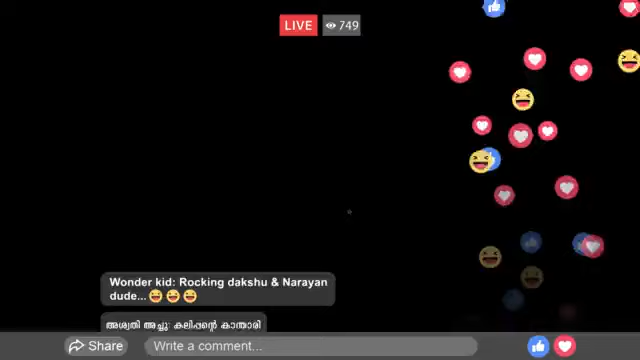 LIVE
749
Wonder kid: Rocking dakshu & Narayan
dude...😆😆😆
അശ്വതി അച്ചു: കലിപ്പന്റെ കാന്താരി
Share
Write a comment...